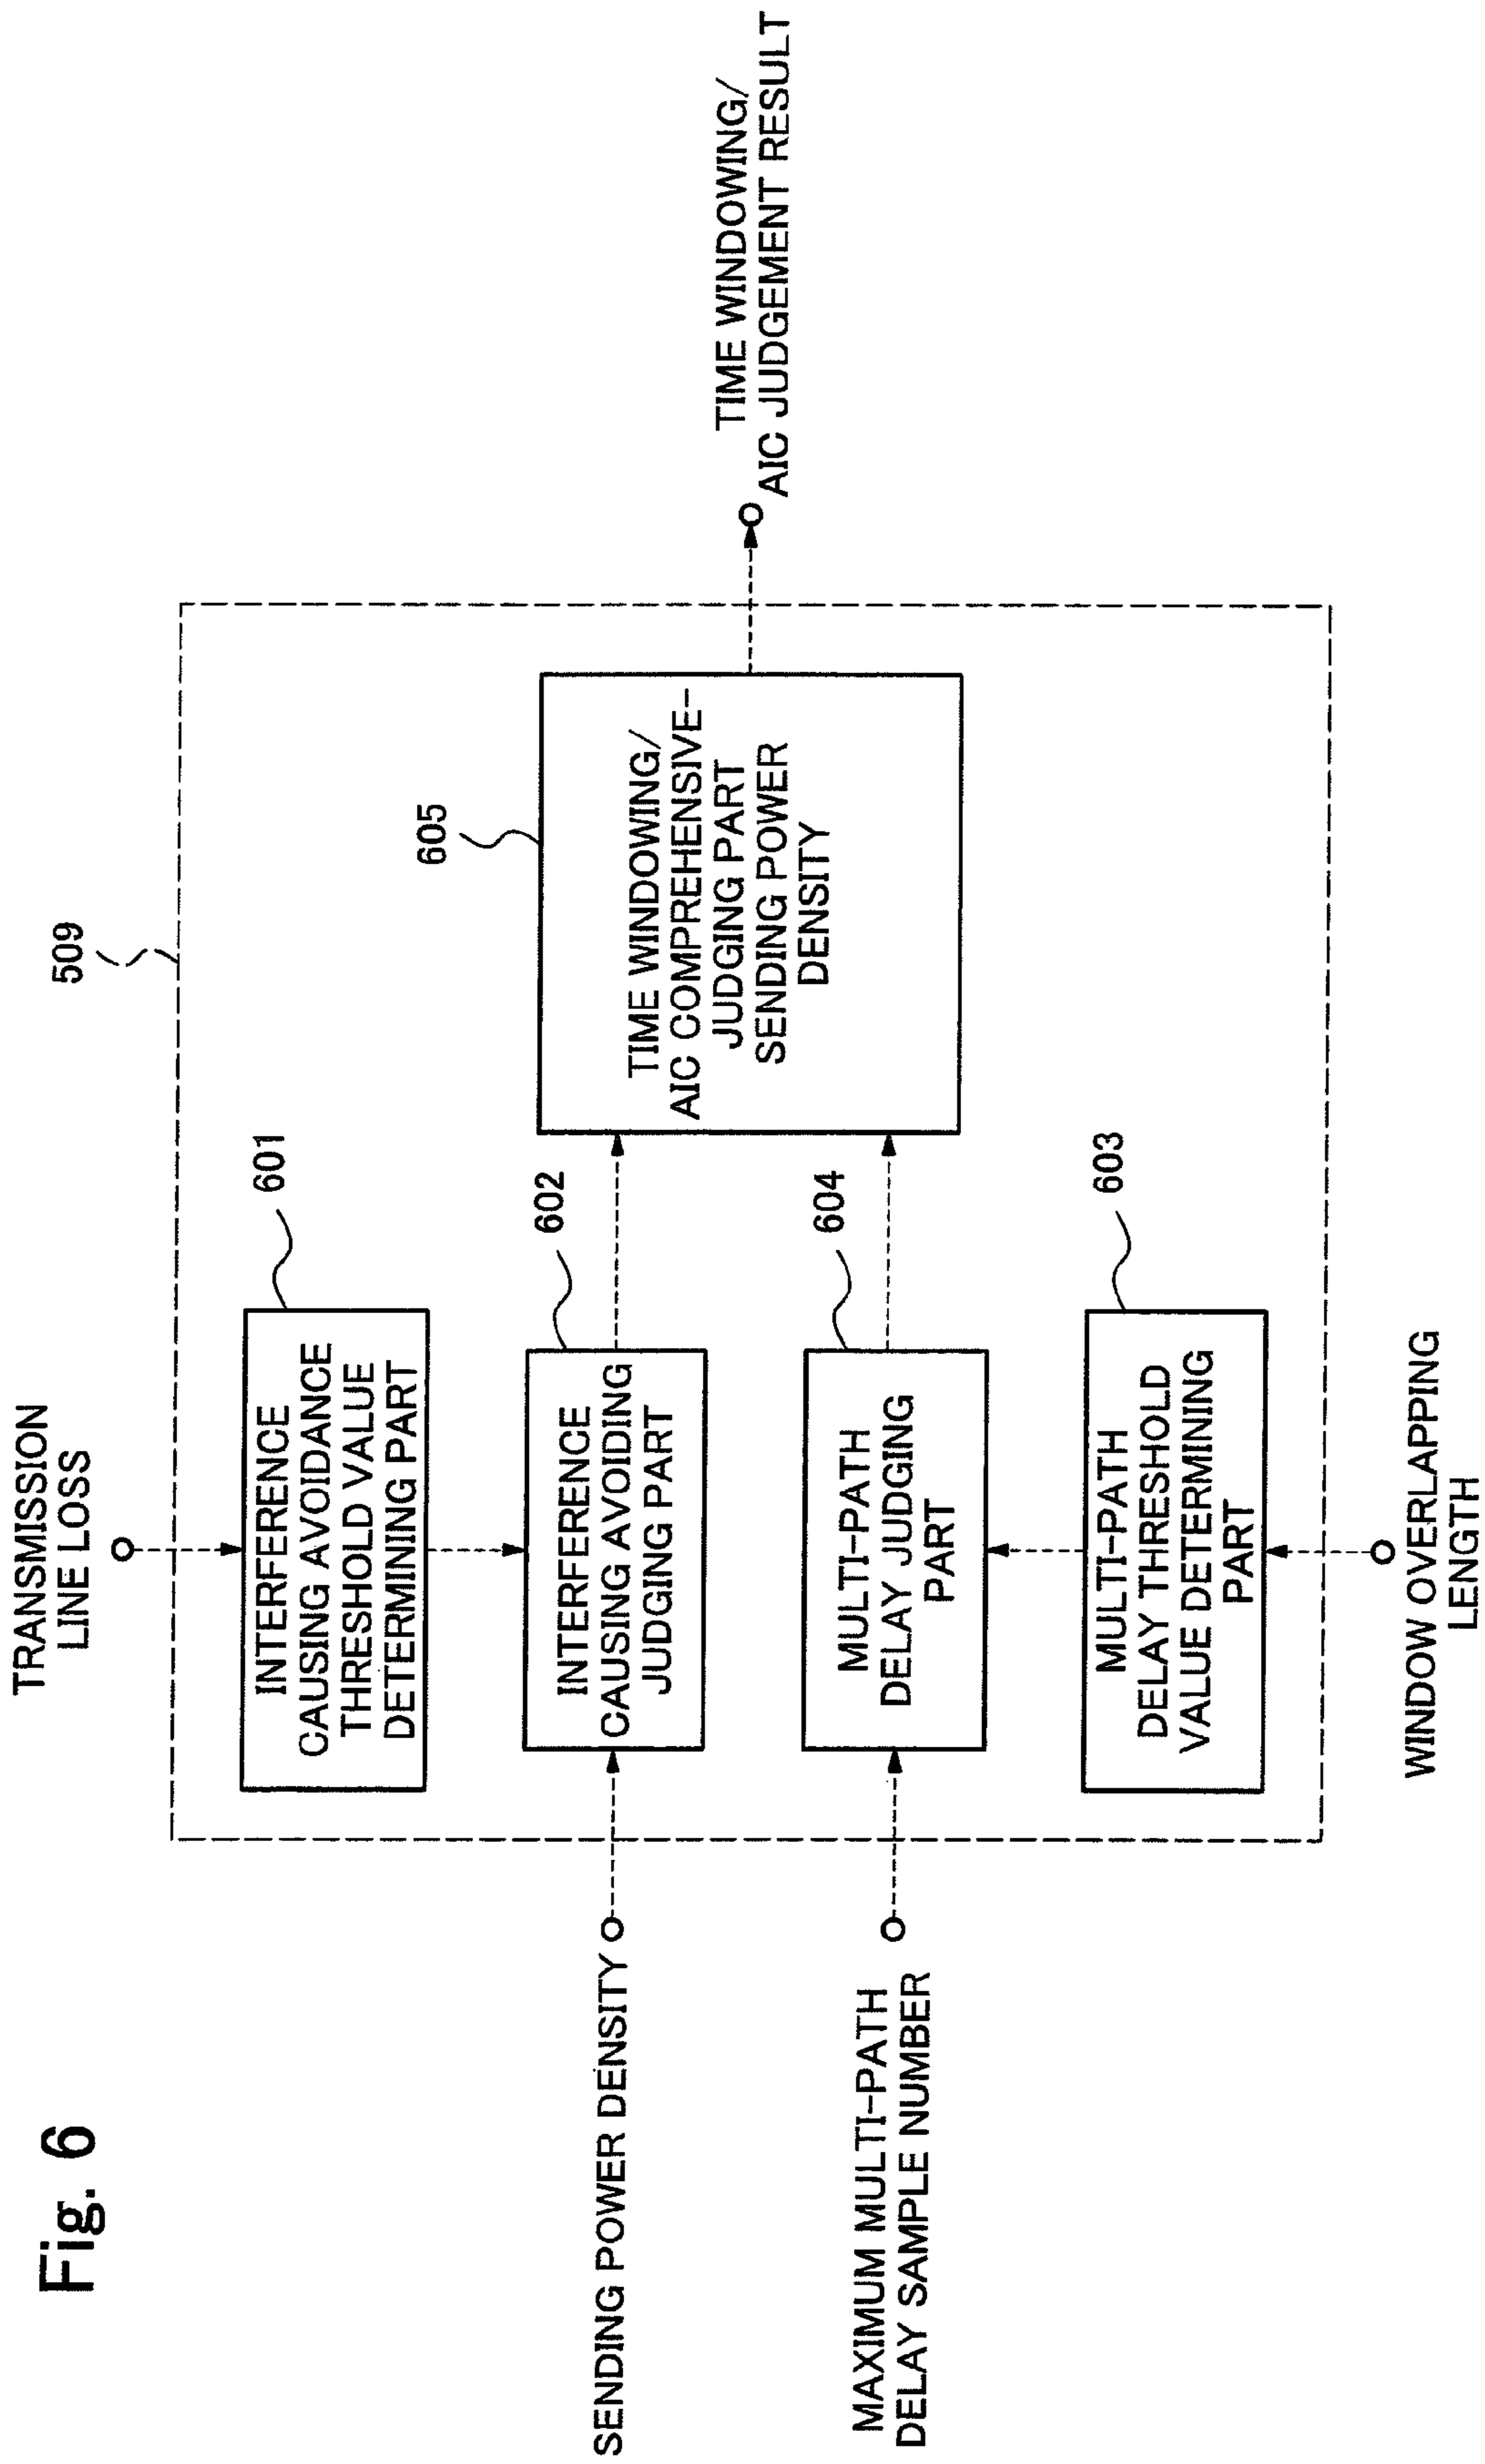 Fig. 6
TRANSMISSION
LINE LOSS
509
601
INTERFERENCE
CAUSING AVOIDANCE
THRESHOLD VALUE
DETERMINING PART
SENDING POWER DENSITY
602
INTERFERENCE
CAUSING AVOIDING
JUDGING PART
605
TIME WINDOWING/
AIC COMPREHENSIVE-
JUDGING PART
SENDING POWER
DENSITY
TIME WINDOWING/
AIC JUDGEMENT RESULT
MAXIMUM MULTI-PATH
DELAY SAMPLE NUMBER
604
MULTI-PATH
DELAY JUDGING
PART
603
MULTI-PATH
DELAY THRESHOLD
VALUE DETERMINING
PART
WINDOW OVERLAPPING
LENGTH